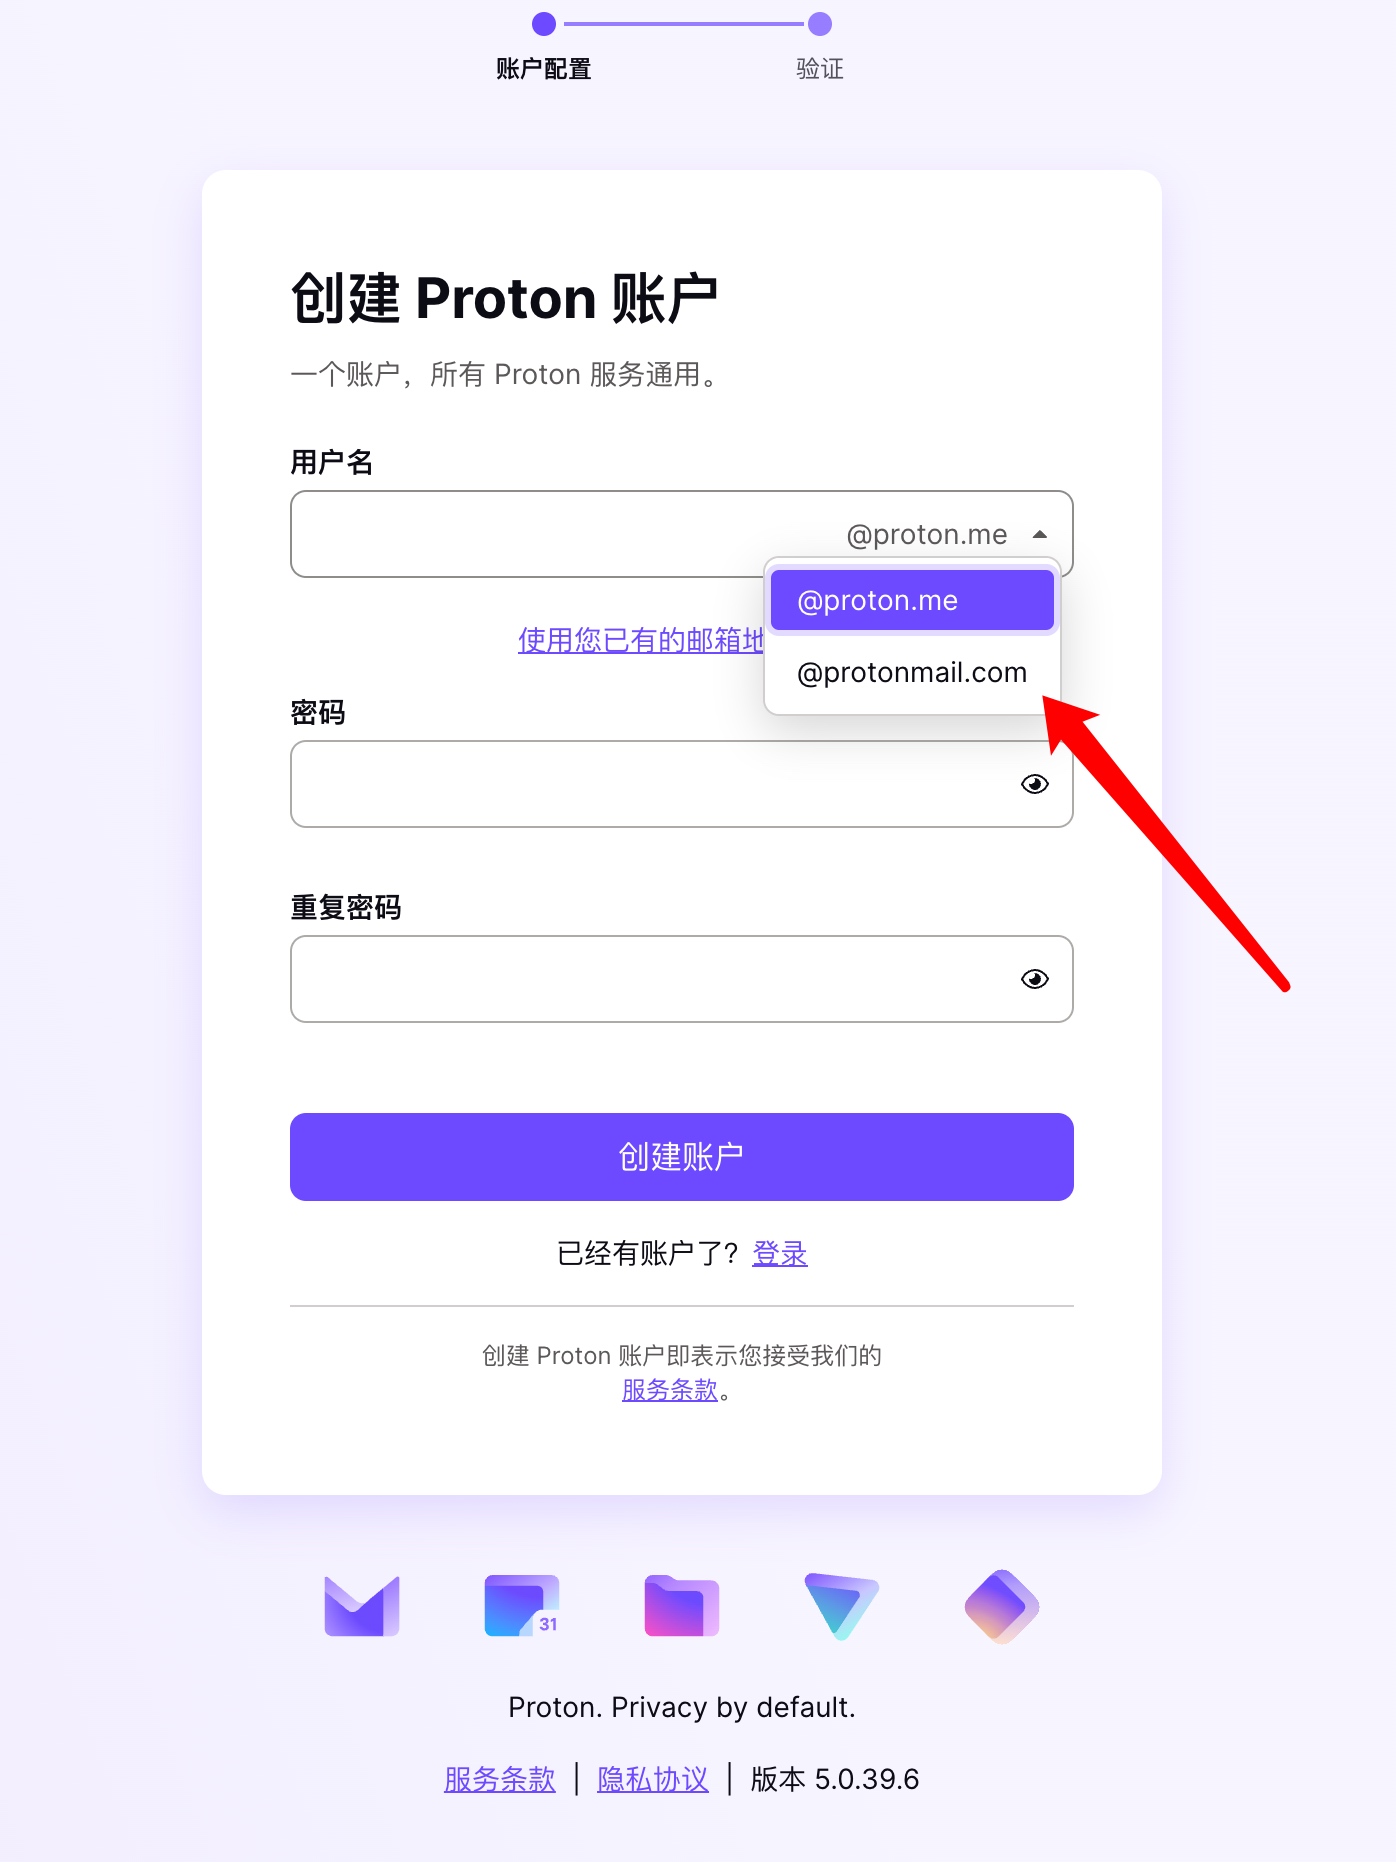 账户配置
验证
创建 Proton 账户
一个账户，所有 Proton 服务通用。
用户名
@proton.me
@proton.me
使用您已有的邮箱地
@protonmail.com
密码
重复密码
创建账户
已经有账户了？ 登录
创建 Proton 账户即表示您接受我们的
服务条款。
31
Proton. Privacy by default.
服务条款 | 隐私协议 | 版本 5.0.39.6